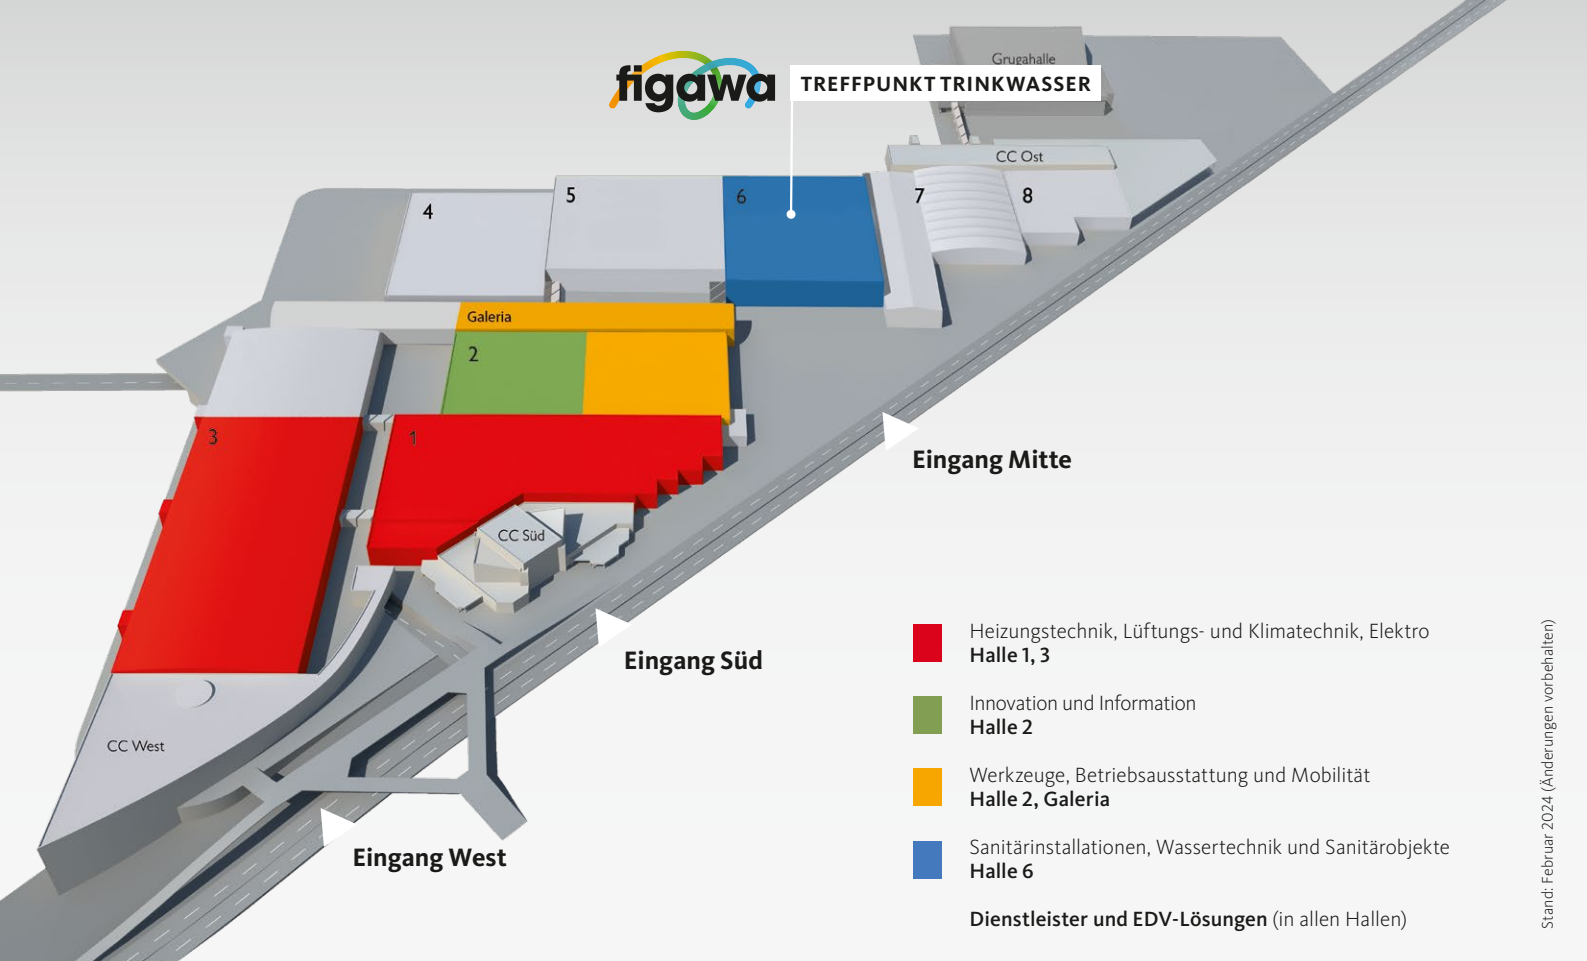 Grugahalle
figawa
TREFFPUNKT TRINKWASSER
CC Ost
4
5
6
7
8
Galeria
2
3
1
CC Süd
CC West
Eingang Mitte
Eingang Süd
Eingang West
Heizungstechnik, Lüftungs- und Klimatechnik, Elektro
Halle 1, 3
Innovation und Information
Halle 2
Werkzeuge, Betriebsausstattung und Mobilität
Halle 2, Galeria
Sanitärinstallationen, Wassertechnik und Sanitärobjekte
Halle 6
Dienstleister und EDV-Lösungen (in allen Hallen)
Stand: Februar 2024 (Änderungen vorbehalten)